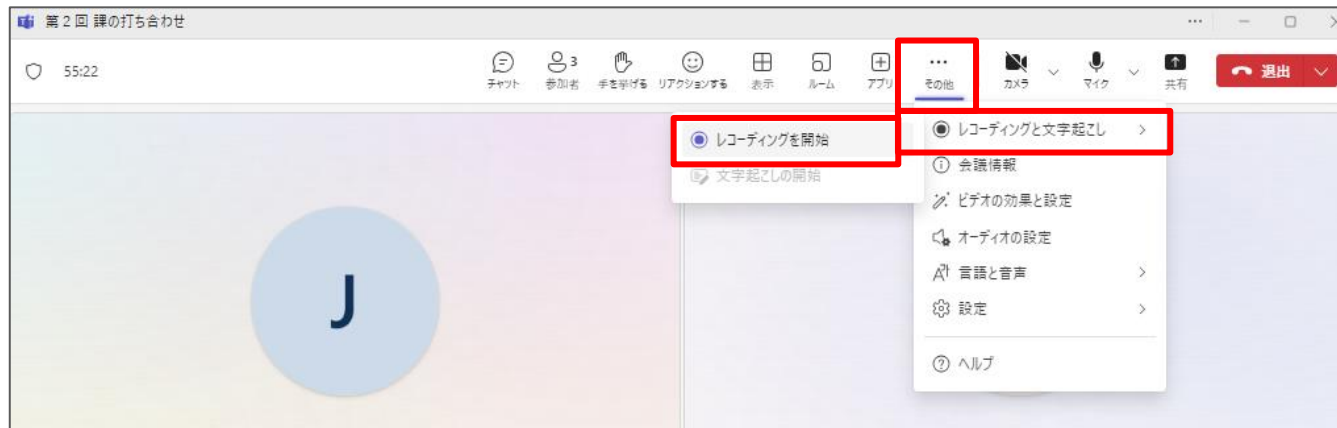 第２回 課の打ち合わせ
55:22
チャット
3
参加者
手を挙げる
リアクションする
表示
ルーム
アプリ
その他
カメラ
マイク
共有
退出
レコーディングと文字起こし
レコーディングを開始
会議情報
文字起こしの開始
ビデオの効果と設定
オーディオの設定
言語と音声
設定
ヘルプ
J